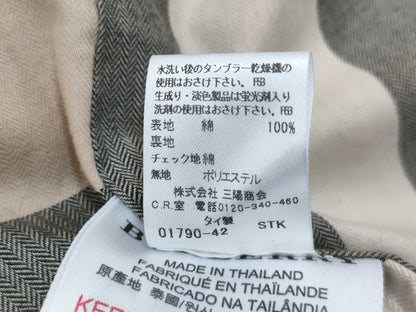 水洗い後のタンブラー乾燥機の
使用はおさけ下さい。FB
生成り・淡色製品は蛍光剤入り
洗剤の使用はおさけ下さい。FB
表地 綿 100%
裏地
チェック地 綿
無地 ポリエステル
株式会社 三陽商会
C.R.室 電話0120-340-460
タイ製
01790-42 STK
MADE IN THAILAND
FABRIQUÉ EN THAÏLANDE
FABRICADO NA TAILÂNDIA
原產地